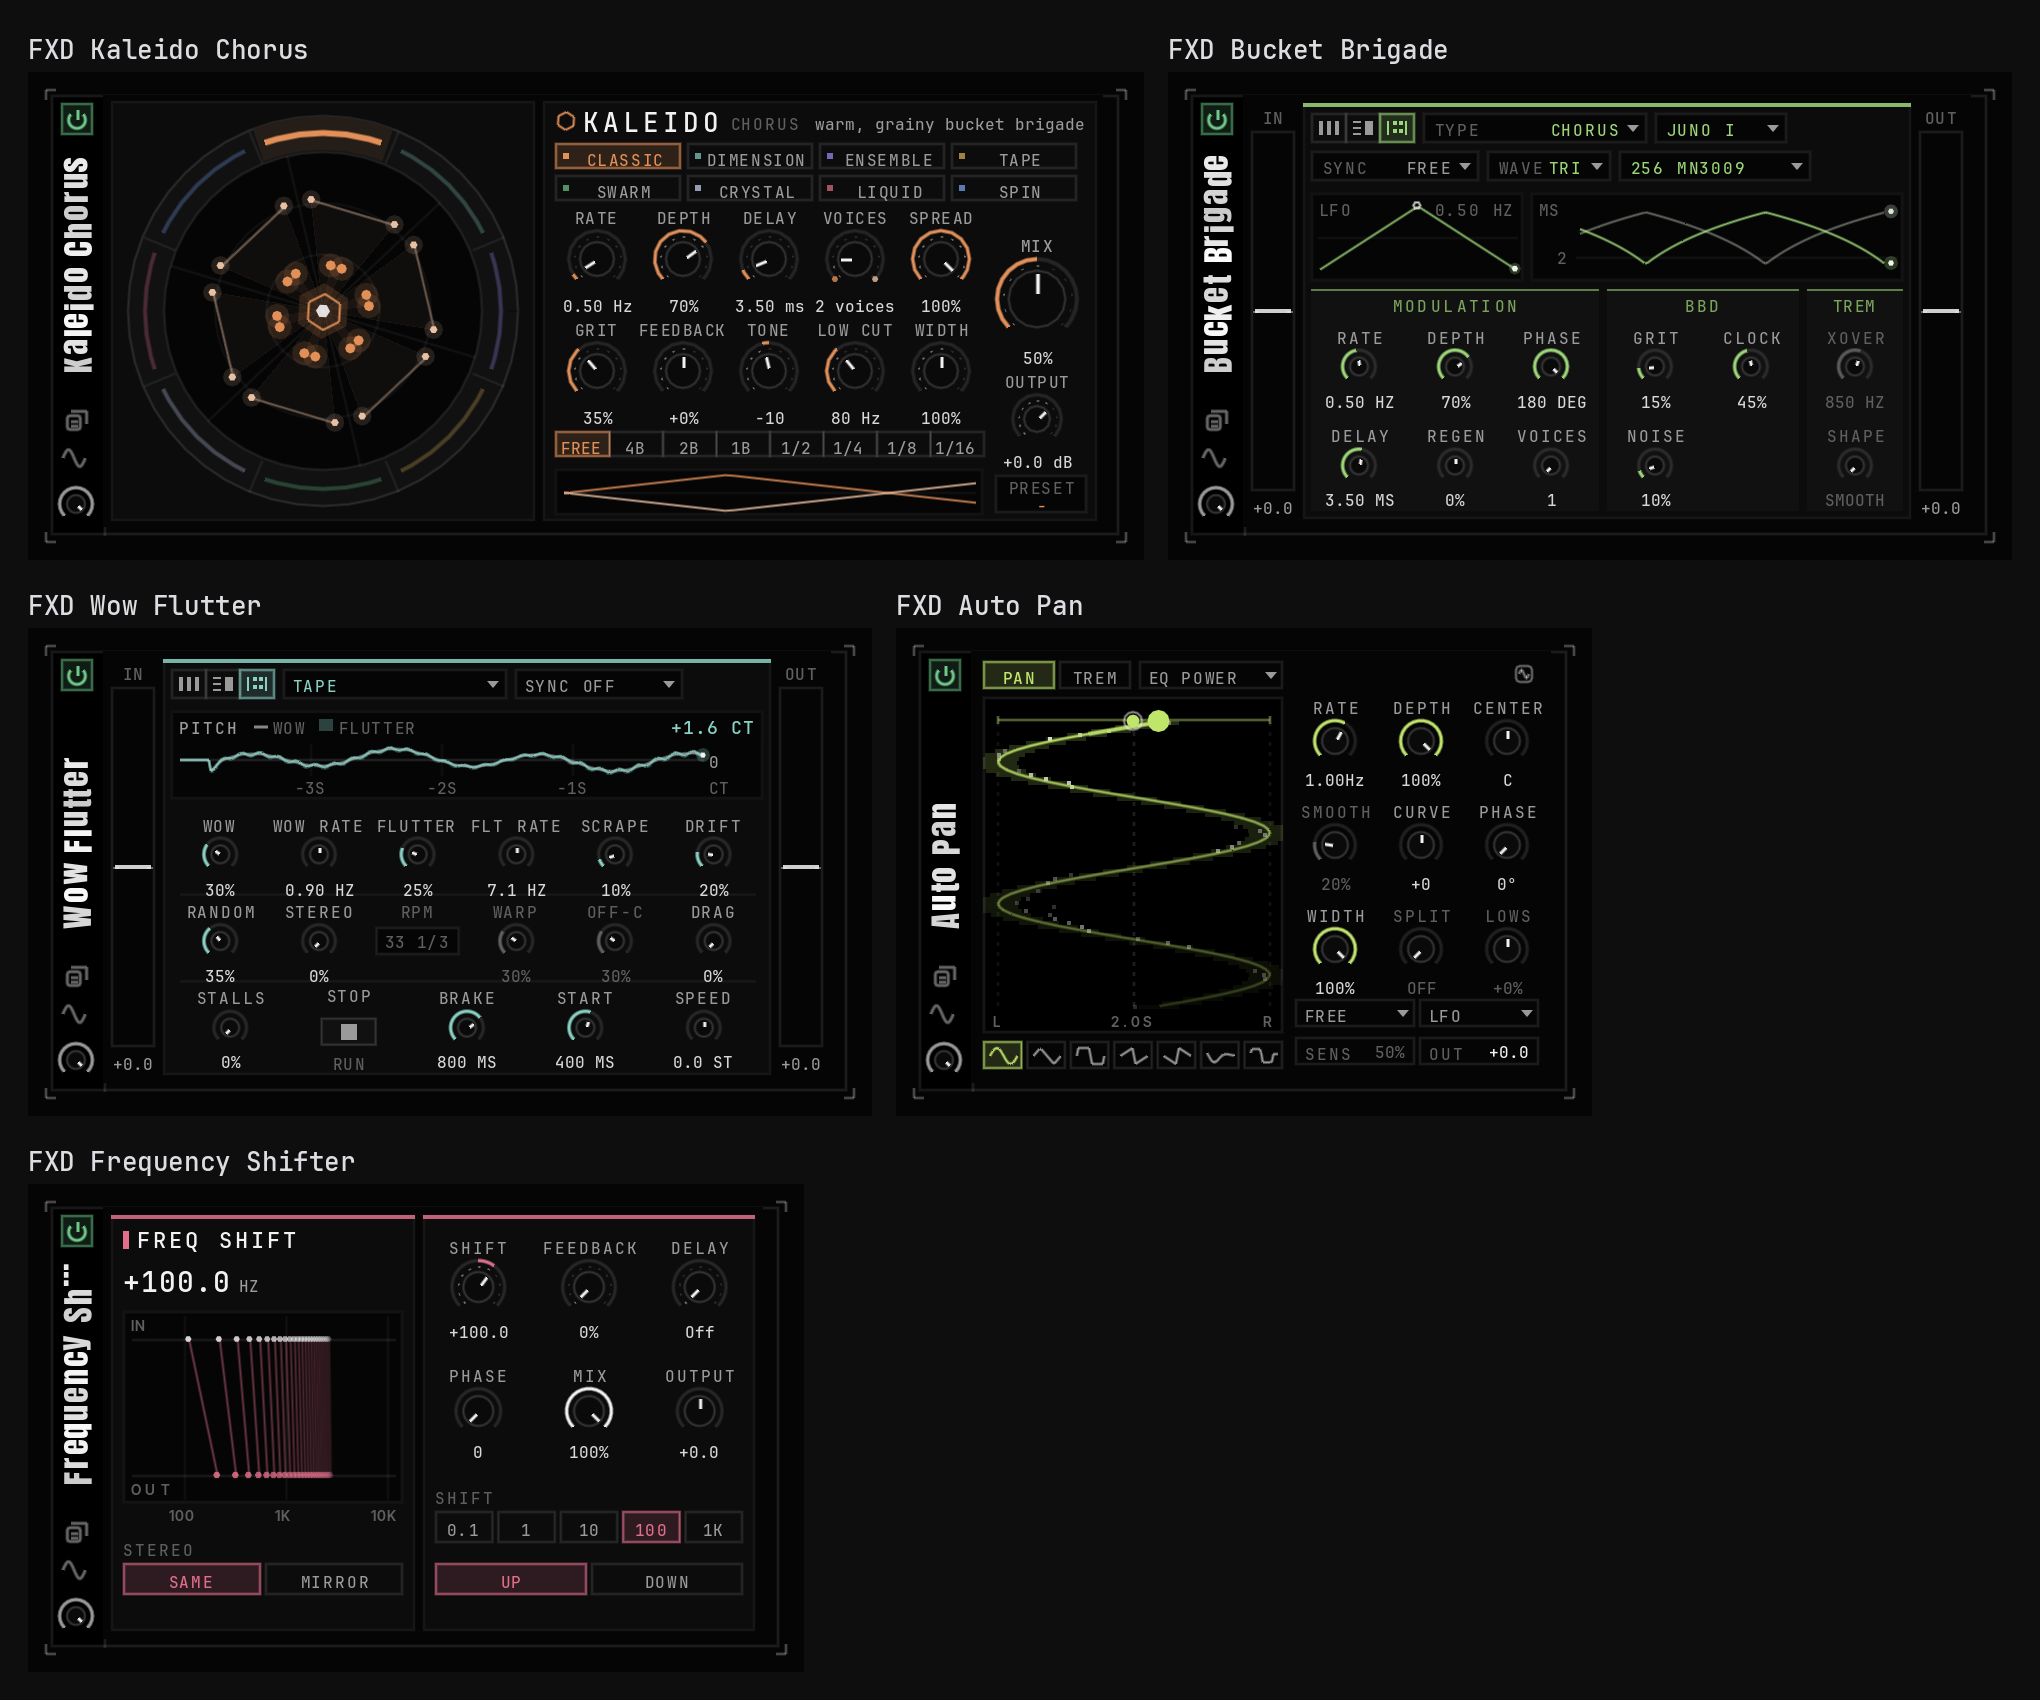 FXD Kaleido Chorus
Kaleido Chorus
KALEIDO CHORUS warm, grainy bucket brigade
CLASSIC DIMENSION ENSEMBLE TAPE
SWARM CRYSTAL LIQUID SPIN
RATE DEPTH DELAY VOICES SPREAD
0.50 Hz 70% 3.50 ms 2 voices 100%
MIX
50%
GRIT FEEDBACK TONE LOW CUT WIDTH
35% +0% -10 80 Hz 100%
OUTPUT
+0.0 dB
FREE 4B 2B 1B 1/2 1/4 1/8 1/16
PRESET
-
FXD Bucket Brigade
Bucket Brigade
IN
+0.0
TYPE CHORUS JUNO I
SYNC FREE WAVE TRI 256 MN3009
LFO 0.50 HZ
MS
2
MODULATION BBD TREM
RATE DEPTH PHASE GRIT CLOCK XOVER
0.50 HZ 70% 180 DEG 15% 45% 850 HZ
DELAY REGEN VOICES NOISE SHAPE
3.50 MS 0% 1 10% SMOOTH
OUT
+0.0
FXD Wow Flutter
Wow Flutter
IN
+0.0
TAPE SYNC OFF
PITCH WOW FLUTTER +1.6 CT
0
-3S -2S -1S CT
WOW WOW RATE FLUTTER FLT RATE SCRAPE DRIFT
30% 0.90 HZ 25% 7.1 HZ 10% 20%
RANDOM STEREO RPM WARP OFF-C DRAG
33 1/3
35% 0% 30% 30% 0%
STALLS STOP BRAKE START SPEED
0% RUN 800 MS 400 MS 0.0 ST
OUT
+0.0
FXD Auto Pan
Auto Pan
PAN TREM EQ POWER
L 2.0S R
RATE DEPTH CENTER
1.00Hz 100% C
SMOOTH CURVE PHASE
20% +0 0°
WIDTH SPLIT LOWS
100% OFF +0%
FREE LFO
SENS 50% OUT +0.0
FXD Frequency Shifter
Frequency Sh...
FREQ SHIFT
+100.0 HZ
IN
OUT
100 1K 10K
STEREO
SAME MIRROR
SHIFT FEEDBACK DELAY
+100.0 0% Off
PHASE MIX OUTPUT
0 100% +0.0
SHIFT
0.1 1 10 100 1K
UP DOWN